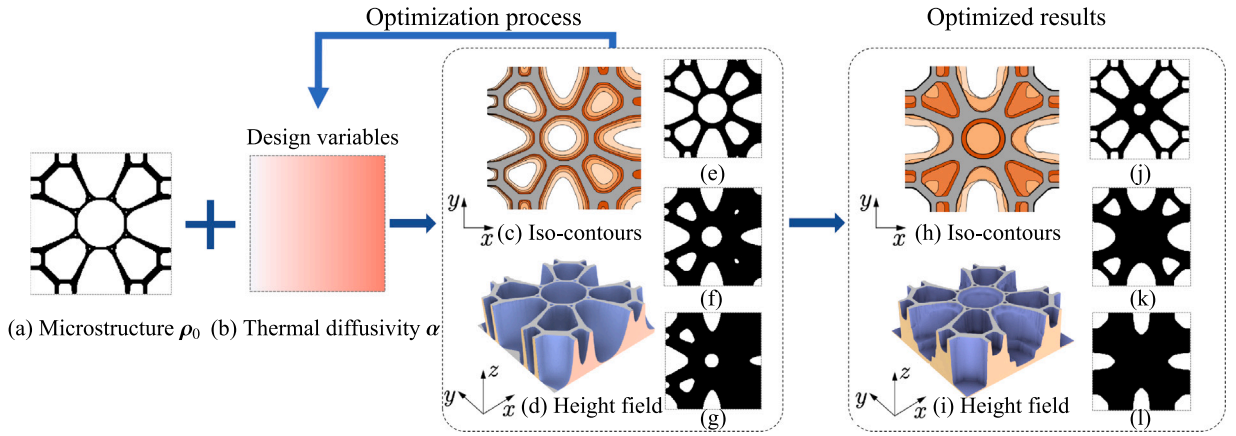 Optimization process
Optimized results
Design variables
(a) Microstructure ρ₀
(b) Thermal diffusivity α
y
x
(c) Iso-contours
z
y
x
(d) Height field
(e)
(f)
(g)
y
x
(h) Iso-contours
z
y
x
(i) Height field
(j)
(k)
(l)